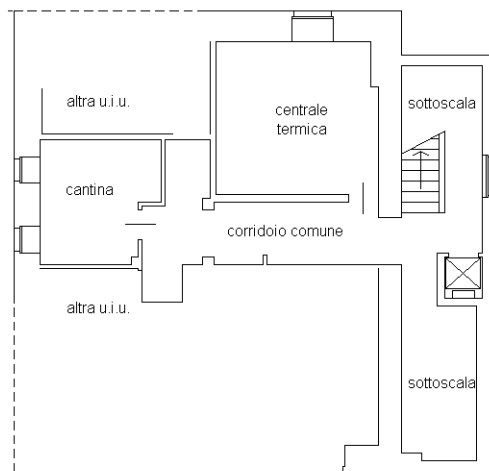 altra u.i.u.
sottoscala
centrale
termica
cantina
corridoio comune
altra u.i.u.
sottoscala